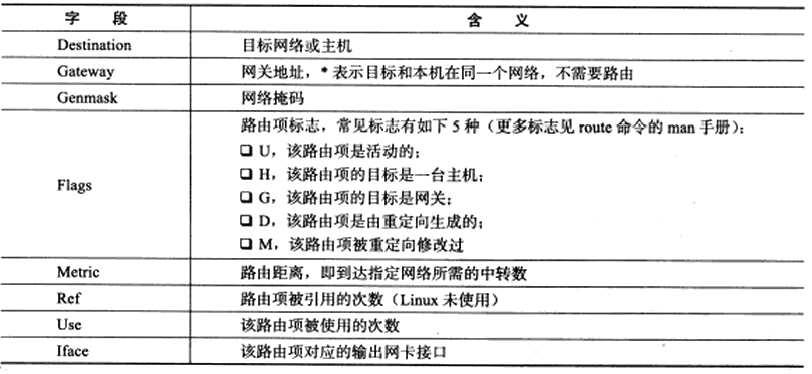 字 段 含 义
Destination 目标网络或主机
Gateway 网关地址，* 表示目标和本机在同一个网络，不需要路由
Genmask 网络掩码
路由项标志，常见标志有如下 5 种（更多标志见 route 命令的 man 手册）：
❑ U，该路由项是活动的；
❑ H，该路由项的目标是一台主机；
Flags ❑ G，该路由项的目标是网关；
❑ D，该路由项是由重定向生成的；
❑ M，该路由项被重定向修改过
Metric 路由距离，即到达指定网络所需的中转数
Ref 路由项被引用的次数（Linux 未使用）
Use 该路由项被使用的次数
Iface 该路由项对应的输出网卡接口